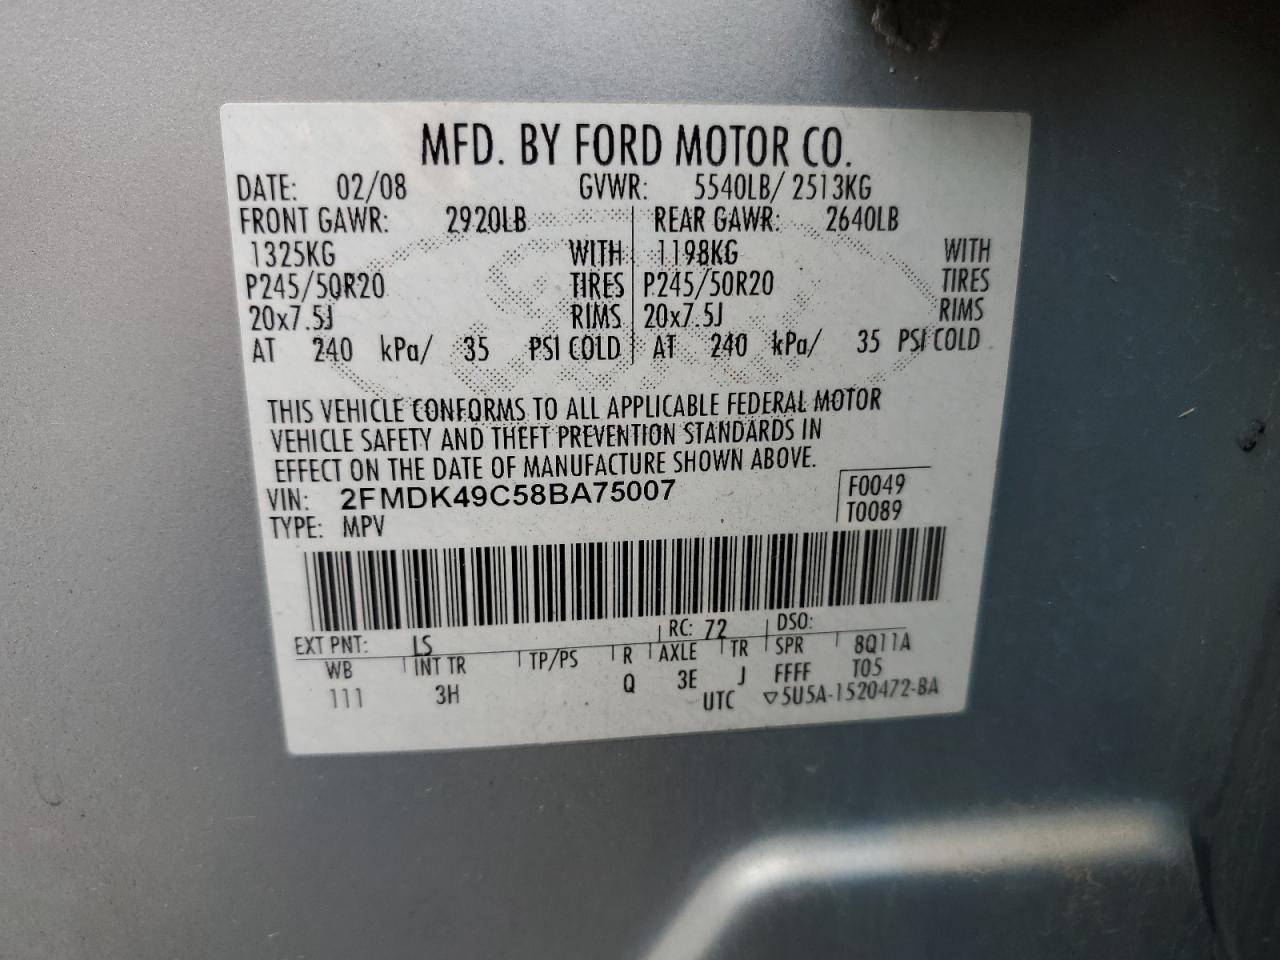 MFD. BY FORD MOTOR CO.
DATE: 02/08 GVWR: 5540LB/ 2513KG
FRONT GAWR: 2920LB REAR GAWR: 2640LB
1325KG WITH 1198KG WITH
P245/50R20 TIRES P245/50R20 TIRES
20x7.5J RIMS 20x7.5J RIMS
AT 240 kPa/ 35 PSI COLD AT 240 kPa/ 35 PSI COLD
THIS VEHICLE CONFORMS TO ALL APPLICABLE FEDERAL MOTOR
VEHICLE SAFETY AND THEFT PREVENTION STANDARDS IN
EFFECT ON THE DATE OF MANUFACTURE SHOWN ABOVE.
VIN: 2FMDK49C58BA75007 F0049
TYPE: MPV T0089
EXT PNT: LS RC: 72 DSO:
WB INT TR TP/PS R AXLE TR SPR 8Q11A
111 3H Q 3E J FFFF T05
UTC ▽5U5A-1520472-BA